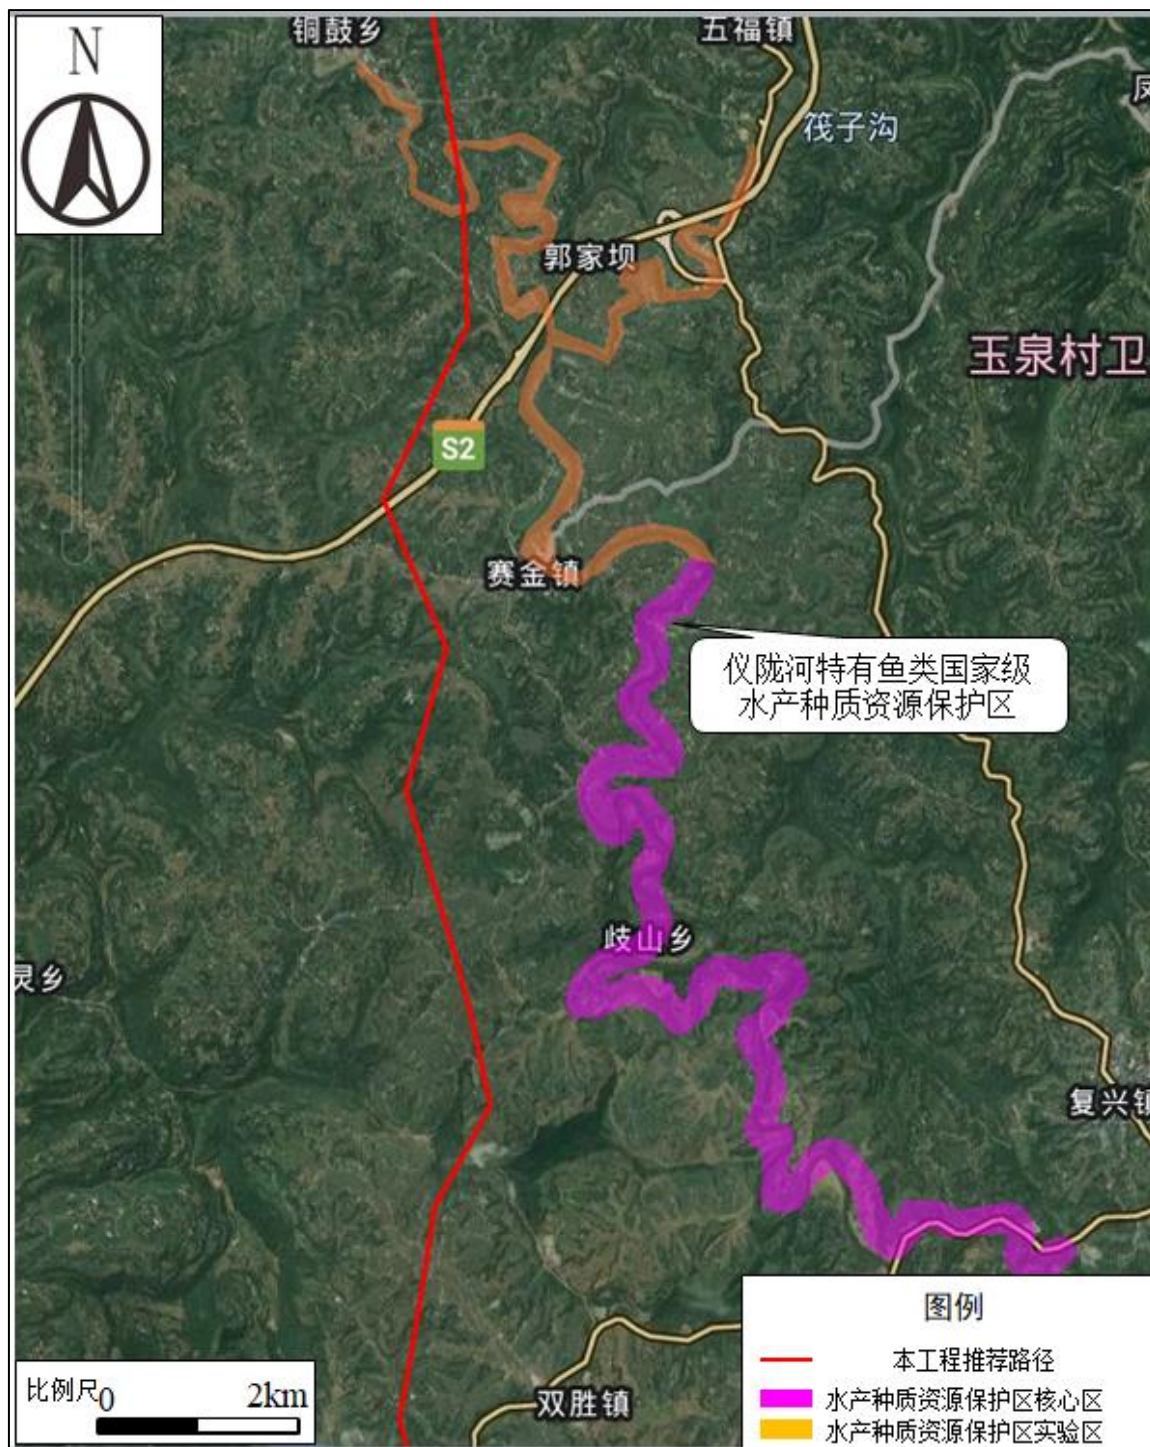 N
铜鼓乡
五福镇
筏子沟
凤
郭家坝
玉泉村卫
S2
赛金镇
仪陇河特有鱼类国家级
水产种质资源保护区
歧山乡
灵乡
复兴镇
双胜镇
图例
本工程推荐路径
水产种质资源保护区核心区
水产种质资源保护区实验区
比例尺 0 2km